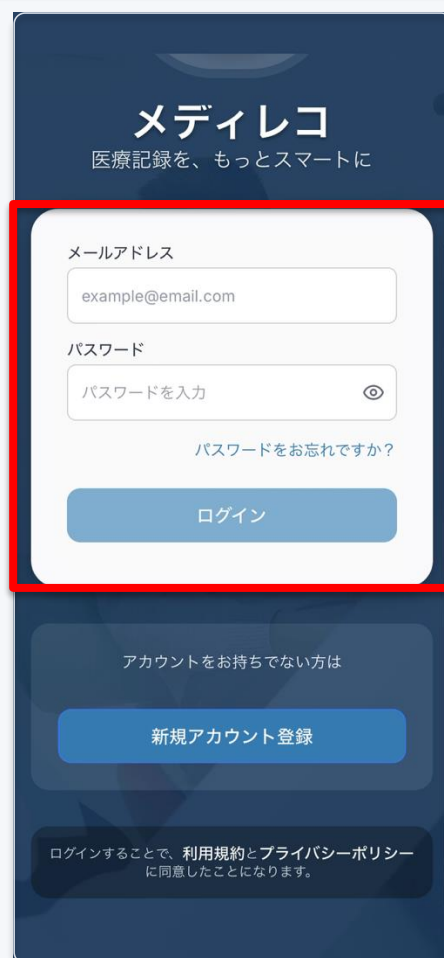 メディレコ
医療記録を、もっとスマートに
メールアドレス
example@email.com
パスワード
パスワードを入力
パスワードをお忘れですか？
ログイン
アカウントをお持ちでない方は
新規アカウント登録
ログインすることで、利用規約とプライバシーポリシー
に同意したことになります。